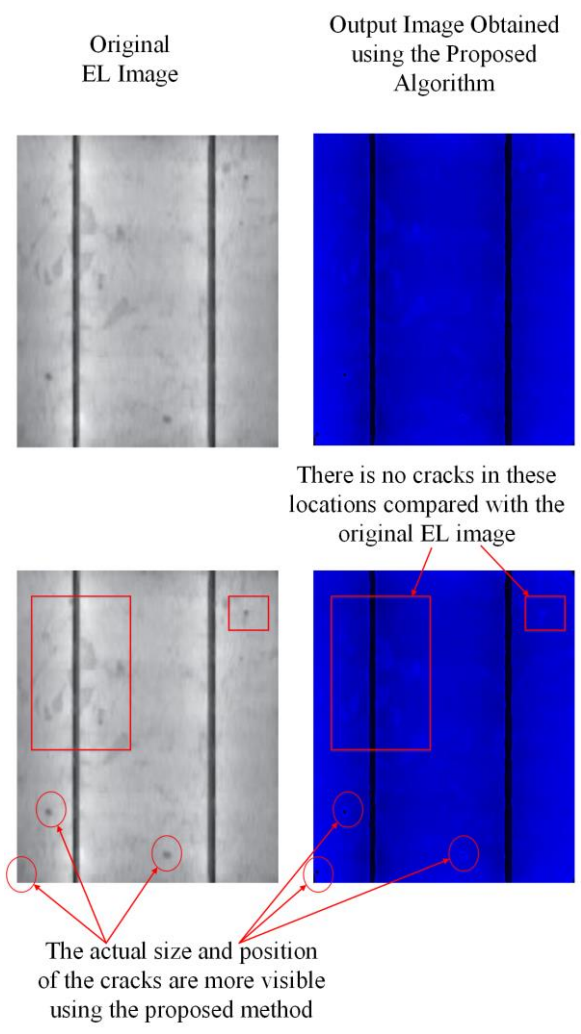 Original
EL Image
Output Image Obtained
using the Proposed
Algorithm
There is no cracks in these
locations compared with the
original EL image
The actual size and position
of the cracks are more visible
using the proposed method